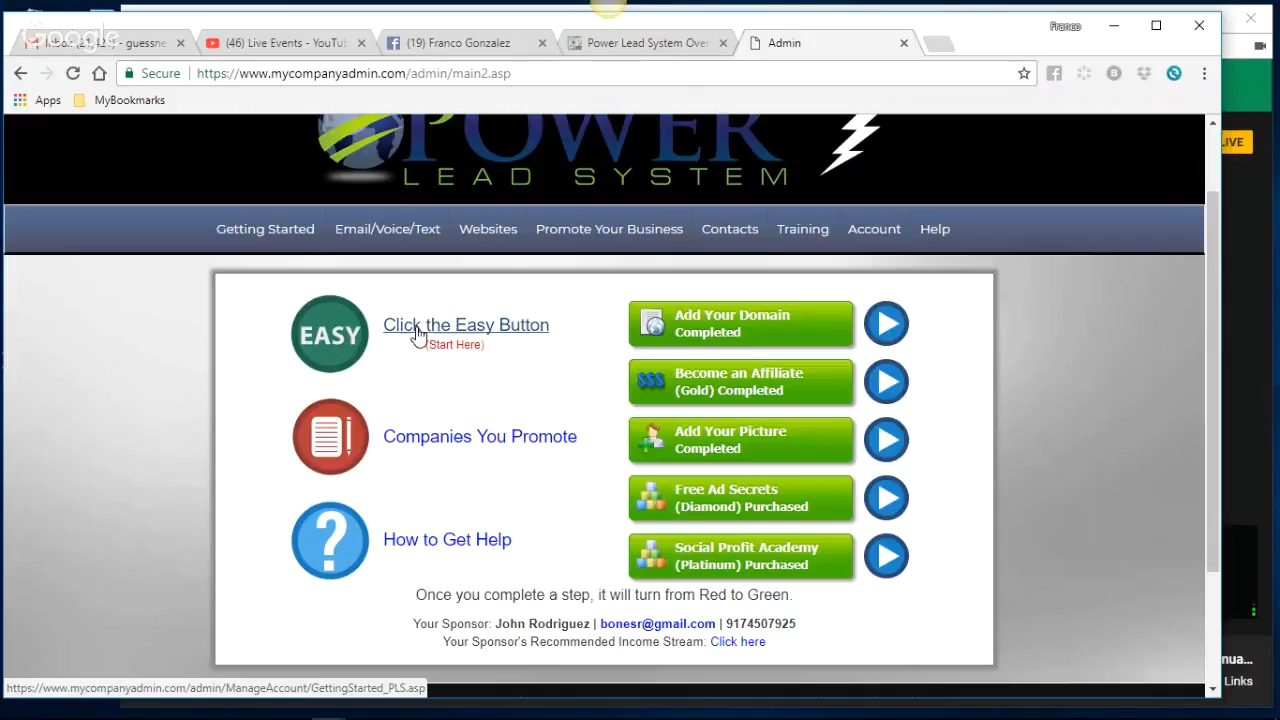 Google
Franco
(46) Live Events - YouTub
(19) Franco Gonzalez
Power Lead System Over
Admin
Secure
https://www.mycompanyadmin.com/admin/main2.asp
Apps
MyBookmarks
LIVE
POWER
LEAD SYSTEM
Getting Started
Email/Voice/Text
Websites
Promote Your Business
Contacts
Training
Account
Help
EASY
Click the Easy Button
(Start Here)
Companies You Promote
?
How to Get Help
Add Your Domain
Completed
$$$
Become an Affiliate
(Gold) Completed
Add Your Picture
Completed
Free Ad Secrets
(Diamond) Purchased
Social Profit Academy
(Platinum) Purchased
Once you complete a step, it will turn from Red to Green.
Your Sponsor: John Rodriguez | bonesr@gmail.com | 9174507925
Your Sponsor's Recommended Income Stream: Click here
nua...
Links
https://www.mycompanyadmin.com/admin/ManageAccount/GettingStarted_PLS.asp